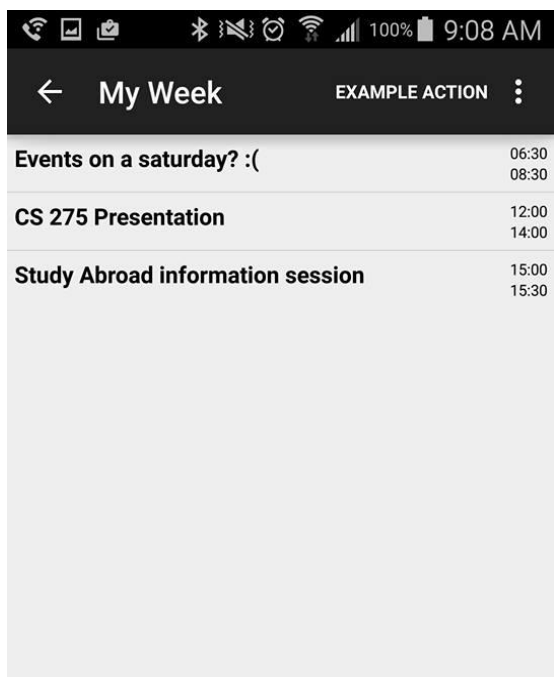 100% 9:08 AM
My Week EXAMPLE ACTION
Events on a saturday? :( 06:30
08:30
CS 275 Presentation 12:00
14:00
Study Abroad information session 15:00
15:30